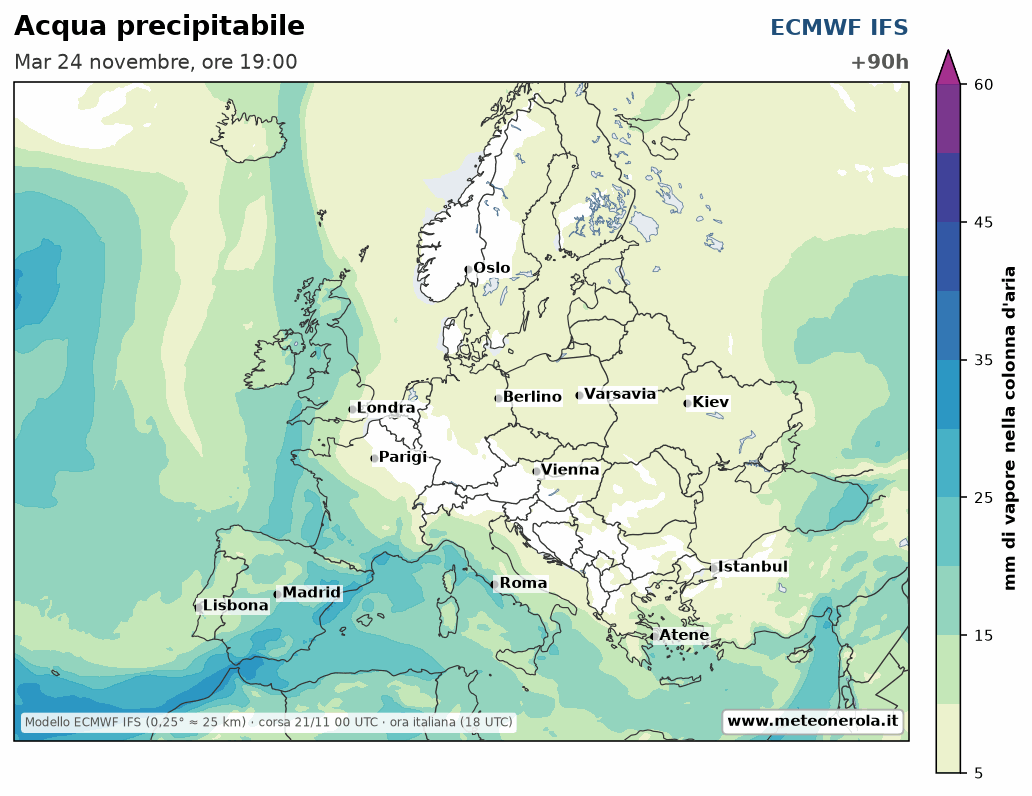 Acqua precipitabile
ECMWF IFS
Mar 24 novembre, ore 19:00
+90h
60
45
35
25
15
5
mm di vapore nella colonna d'aria
Oslo
Berlino
Varsavia
Kiev
Londra
Parigi
Vienna
Istanbul
Roma
Madrid
Lisbona
Atene
Modello ECMWF IFS (0,25° ≈ 25 km) · corsa 21/11 00 UTC · ora italiana (18 UTC)
www.meteonerola.it